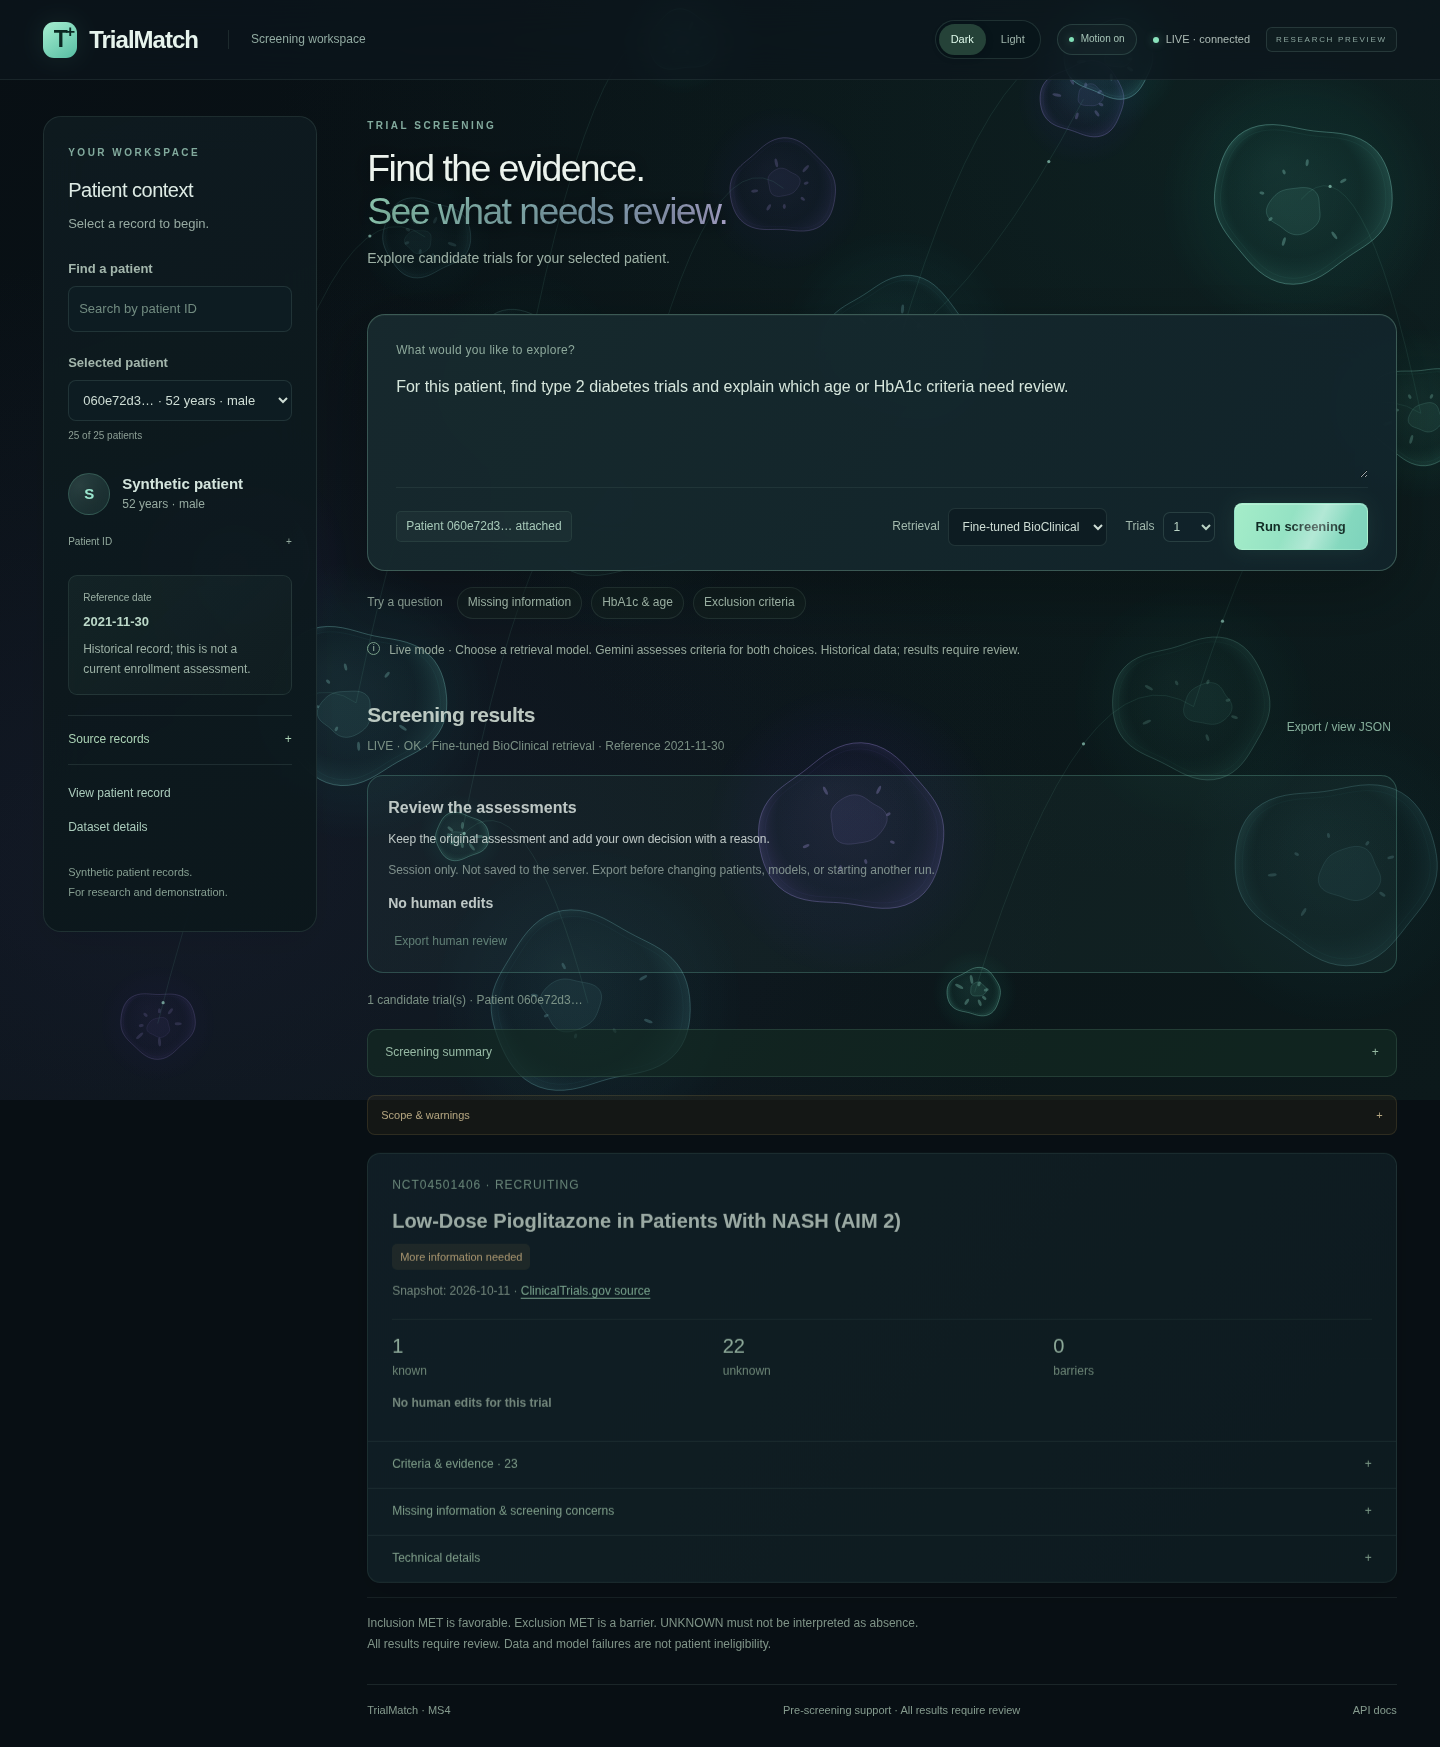 T+ TrialMatch
Screening workspace
Dark Light
Motion on
LIVE · connected
RESEARCH PREVIEW
YOUR WORKSPACE
Patient context
Select a record to begin.
Find a patient
Search by patient ID
Selected patient
060e72d3… · 52 years · male
25 of 25 patients
S
Synthetic patient
52 years · male
Patient ID +
Reference date
2021-11-30
Historical record; this is not a
current enrollment assessment.
Source records +
View patient record
Dataset details
Synthetic patient records.
For research and demonstration.
TRIAL SCREENING
Find the evidence.
See what needs review.
Explore candidate trials for your selected patient.
What would you like to explore?
For this patient, find type 2 diabetes trials and explain which age or HbA1c criteria need review.
Patient 060e72d3… attached
Retrieval Fine-tuned BioClinical Trials 1 Run screening
Try a question Missing information HbA1c & age Exclusion criteria
Live mode · Choose a retrieval model. Gemini assesses criteria for both choices. Historical data; results require review.
Screening results
LIVE · OK · Fine-tuned BioClinical retrieval · Reference 2021-11-30
Export / view JSON
Review the assessments
Keep the original assessment and add your own decision with a reason.
Session only. Not saved to the server. Export before changing patients, models, or starting another run.
No human edits
Export human review
1 candidate trial(s) · Patient 060e72d3…
Screening summary +
Scope & warnings +
NCT04501406 · RECRUITING
Low-Dose Pioglitazone in Patients With NASH (AIM 2)
More information needed
Snapshot: 2026-10-11 · ClinicalTrials.gov source
1 22 0
known unknown barriers
No human edits for this trial
Criteria & evidence · 23 +
Missing information & screening concerns +
Technical details +
Inclusion MET is favorable. Exclusion MET is a barrier. UNKNOWN must not be interpreted as absence.
All results require review. Data and model failures are not patient ineligibility.
TrialMatch · MS4
Pre-screening support · All results require review
API docs